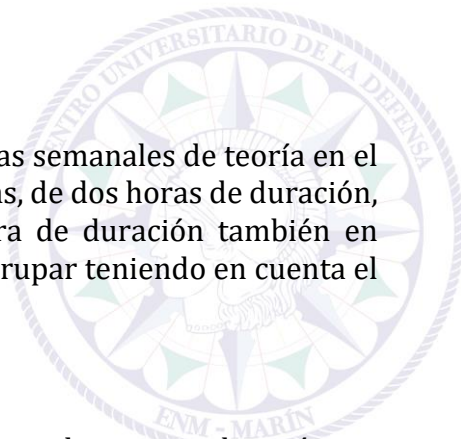 CENTRO UNIVERSITARIO DE LA DEFENSA
as semanales de teoría en el
s, de dos horas de duración,
ra de duración también en
rupar teniendo en cuenta el
ENM - MARÍN